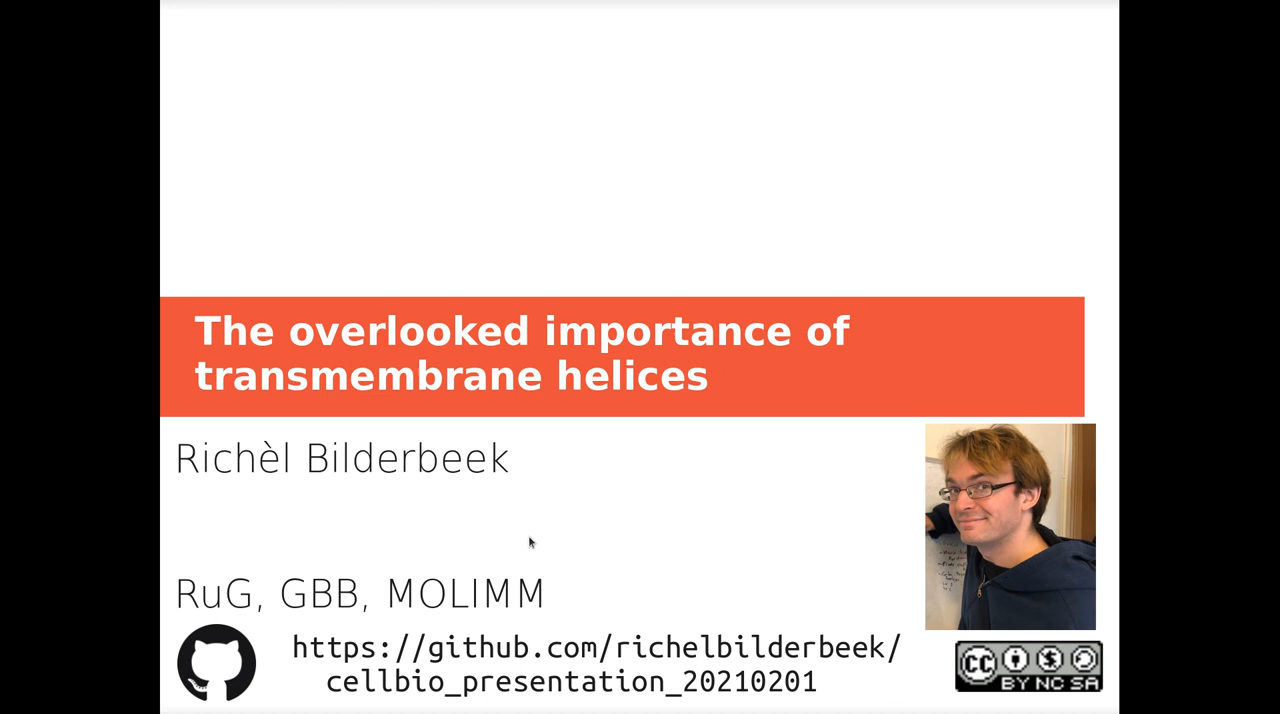 The overlooked importance of
transmembrane helices
Richèl Bilderbeek
RuG, GBB, MOLIMM
https://github.com/richelbilderbeek/
cellbio_presentation_20210201
CC
BY NC SA